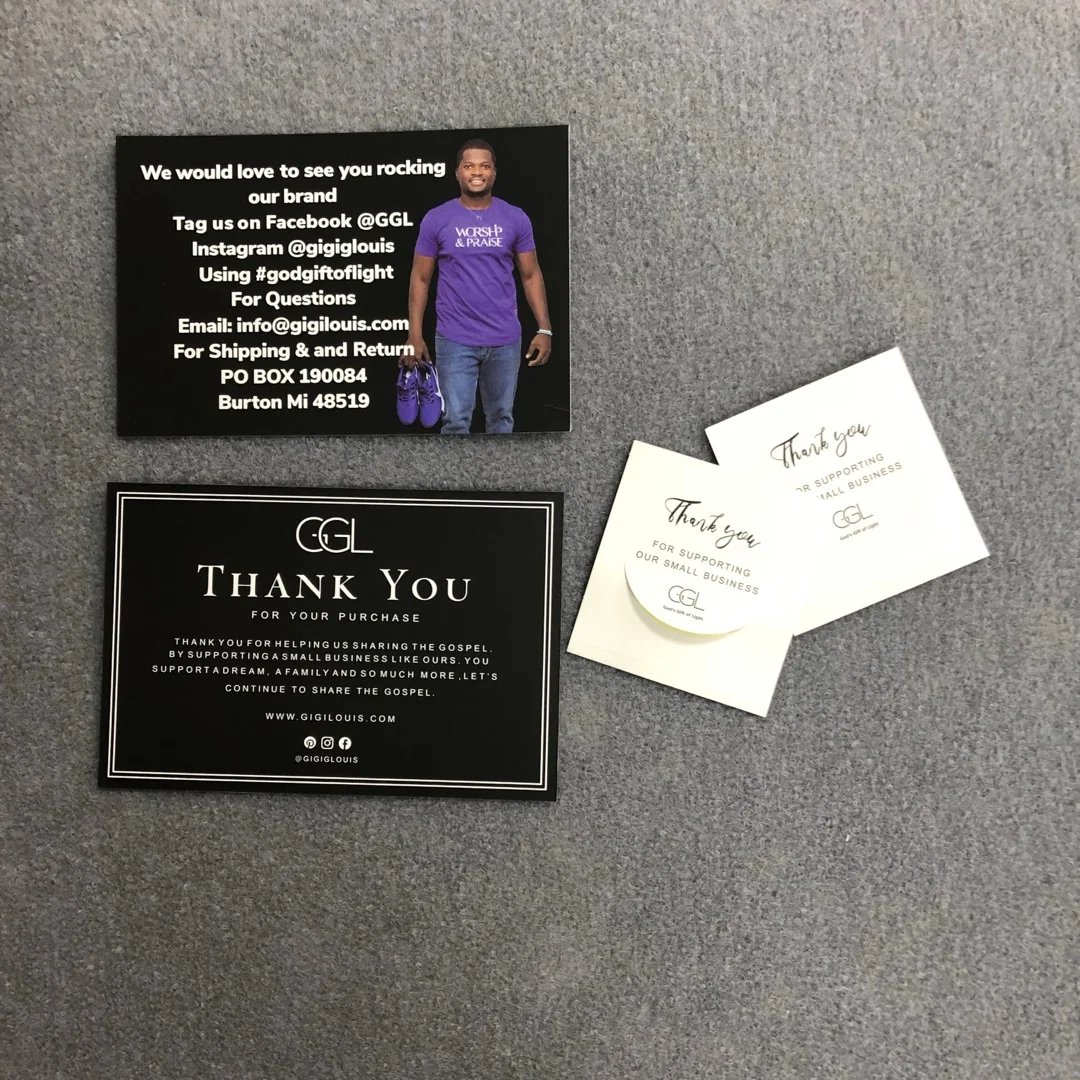 We would love to see you rocking
our brand
Tag us on Facebook @GGL
Instagram @gigiglouis
Using #godgiftoflight
For Questions
Email: info@gigilouis.com
For Shipping & and Return
PO BOX 190084
Burton Mi 48519
WORSHIP
& PRAISE
GGL
THANK YOU
FOR YOUR PURCHASE
THANK YOU FOR HELPING US SHARING THE GOSPEL.
BY SUPPORTING A SMALL BUSINESS LIKE OURS. YOU
SUPPORT A DREAM, A FAMILY AND SO MUCH MORE ,LET'S
CONTINUE TO SHARE THE GOSPEL.
WWW.GIGILOUIS.COM
@GIGIGLOUIS
Thank you
FOR SUPPORTING
OUR SMALL BUSINESS
GGL
God's Gift of Light
Thank you
OR SUPPORTING
MALL BUSINESS
GGL
God's Gift of Light